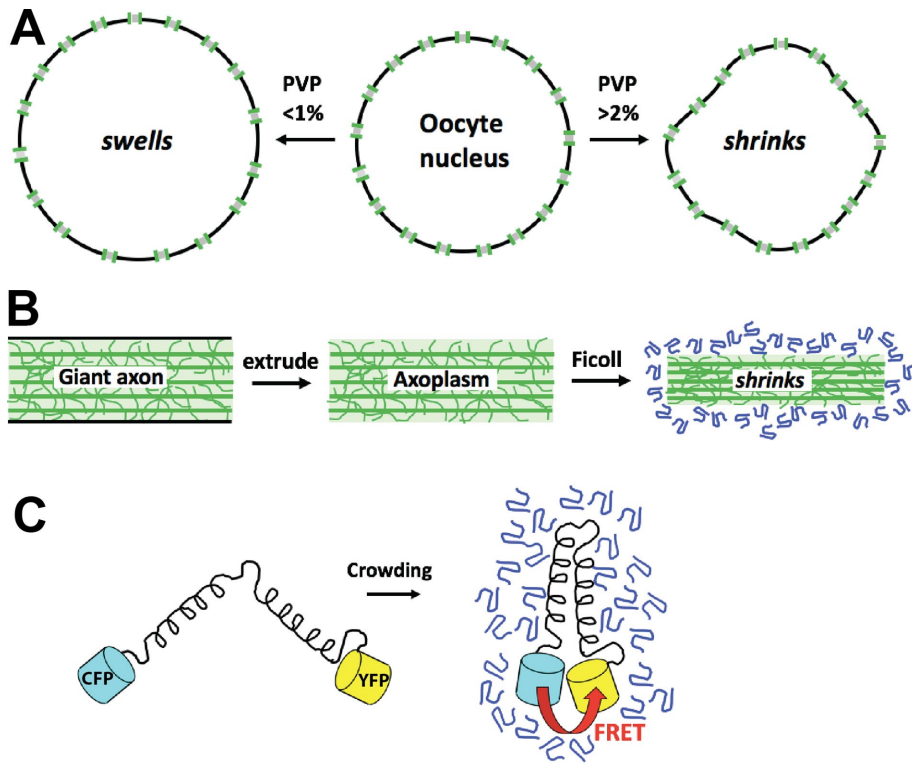 A
swells
PVP
<1%
Oocyte
nucleus
PVP
>2%
shrinks
B
Giant axon
extrude
Axoplasm
Ficoll
shrinks
C
CFP
YFP
Crowding
FRET